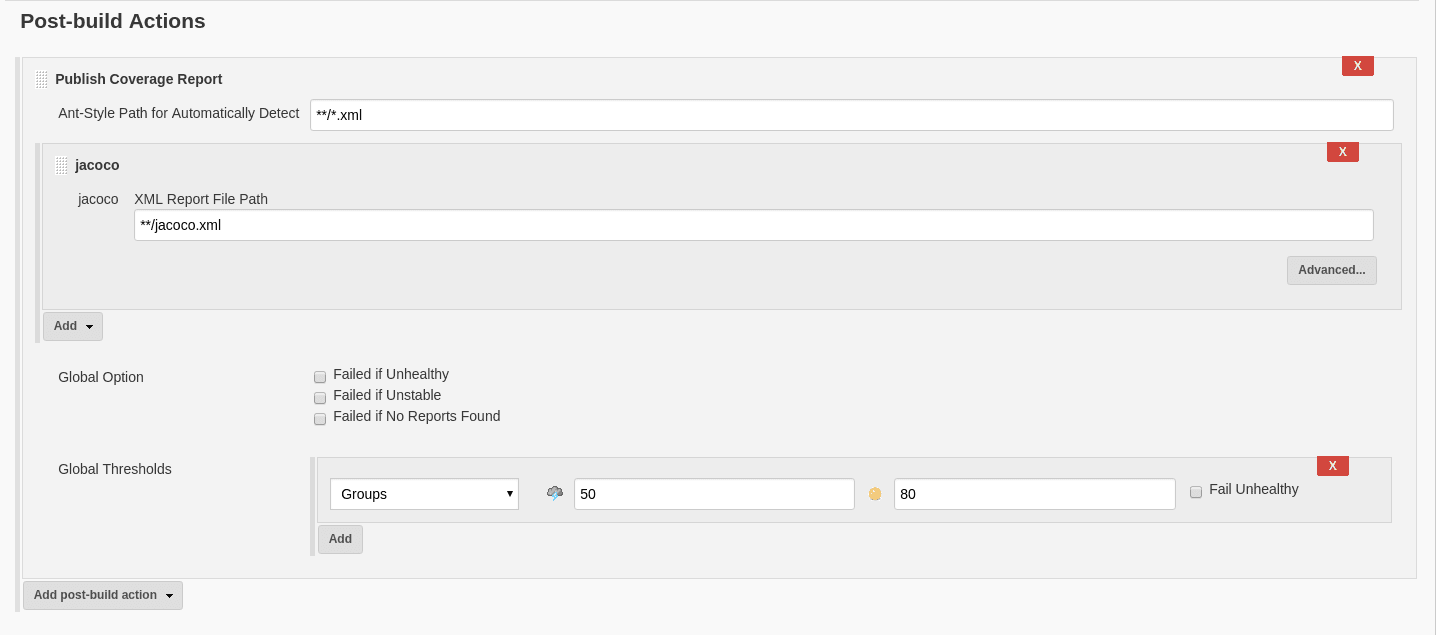 Post-build Actions
X
Publish Coverage Report
Ant-Style Path for Automatically Detect **/*.xml
X
jacoco
jacoco XML Report File Path
**/jacoco.xml
Advanced...
Add
Global Option Failed if Unhealthy
Failed if Unstable
Failed if No Reports Found
Global Thresholds X
Groups 50 80 Fail Unhealthy
Add
Add post-build action